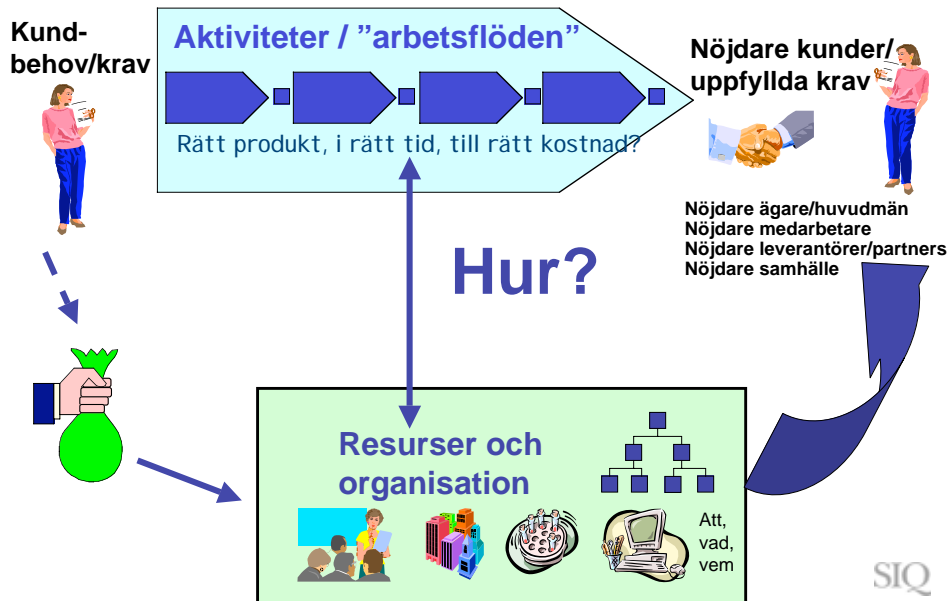 Kund-
behov/krav
Aktiviteter / ”arbetsflöden”
Rätt produkt, i rätt tid, till rätt kostnad?
Nöjdare kunder/
uppfyllda krav
Nöjdare ägare/huvudmän
Nöjdare medarbetare
Nöjdare leverantörer/partners
Nöjdare samhälle
Hur?
Resurser och
organisation
Att,
vad,
vem
SIQ